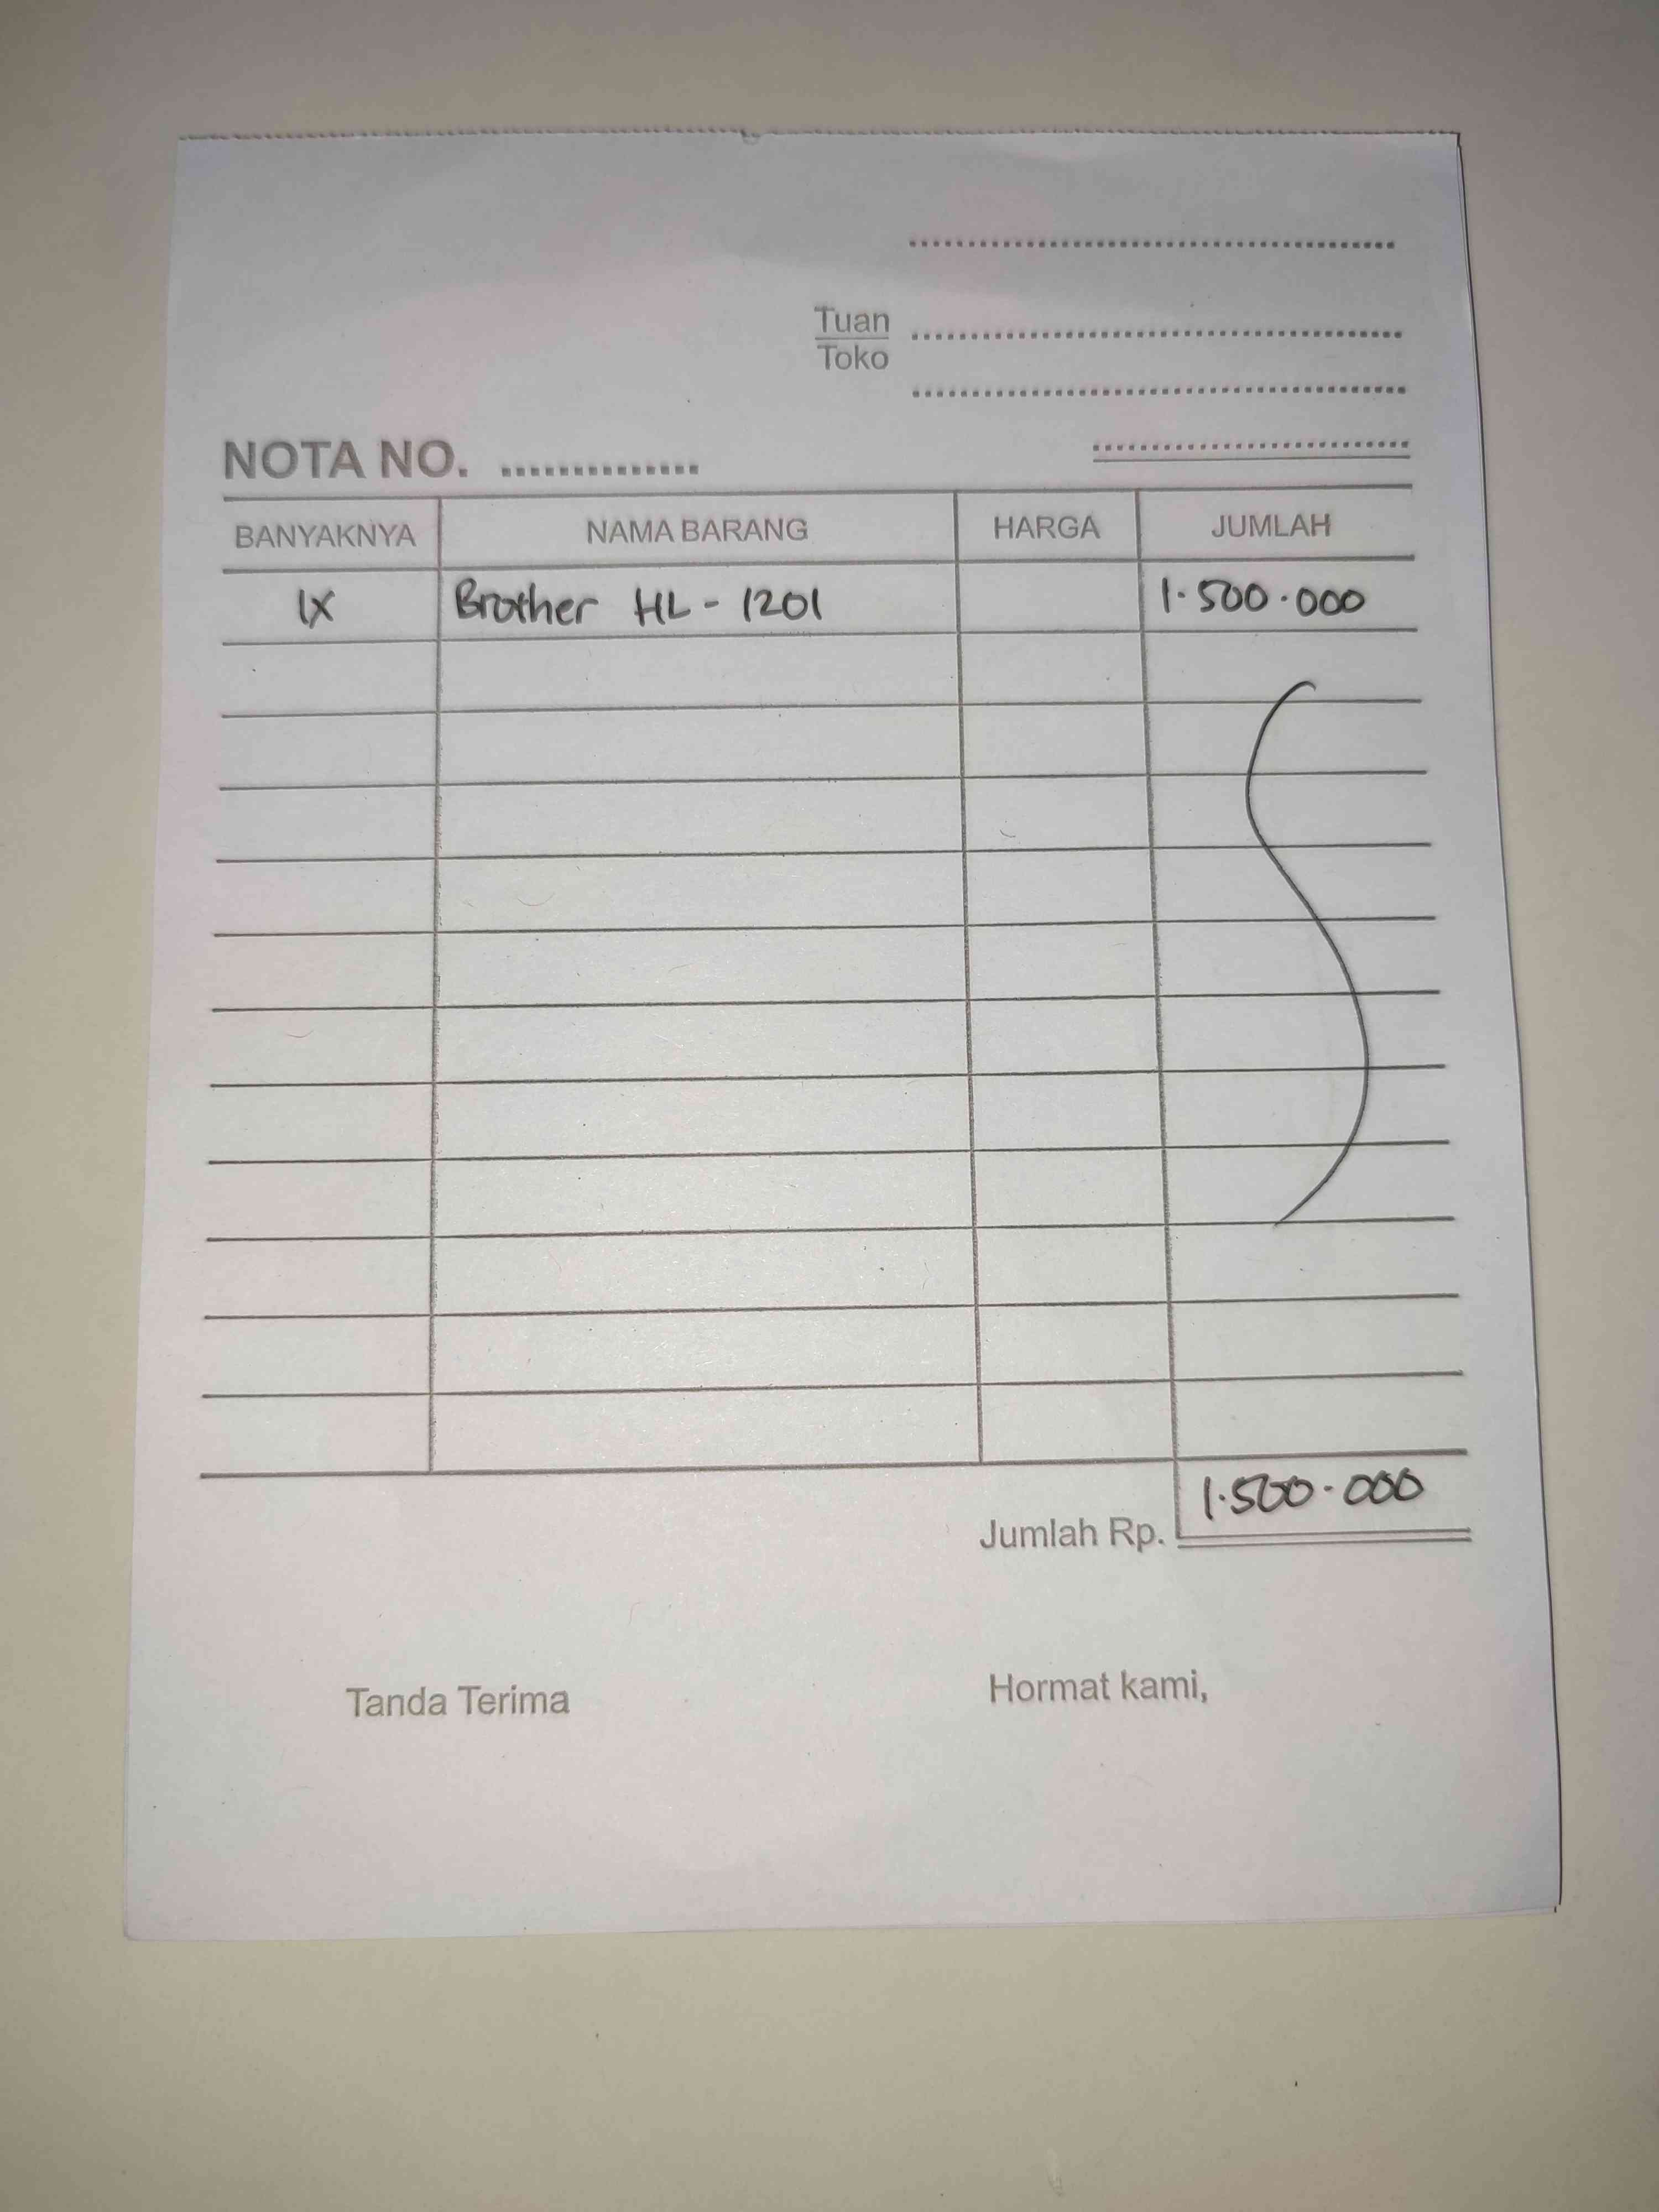 Tuan
Toko
NOTA NO. ..............
BANYAKNYA NAMA BARANG HARGA JUMLAH
1X Brother HL - 1201 1.500.000
Jumlah Rp. 1.500.000
Tanda Terima Hormat kami,